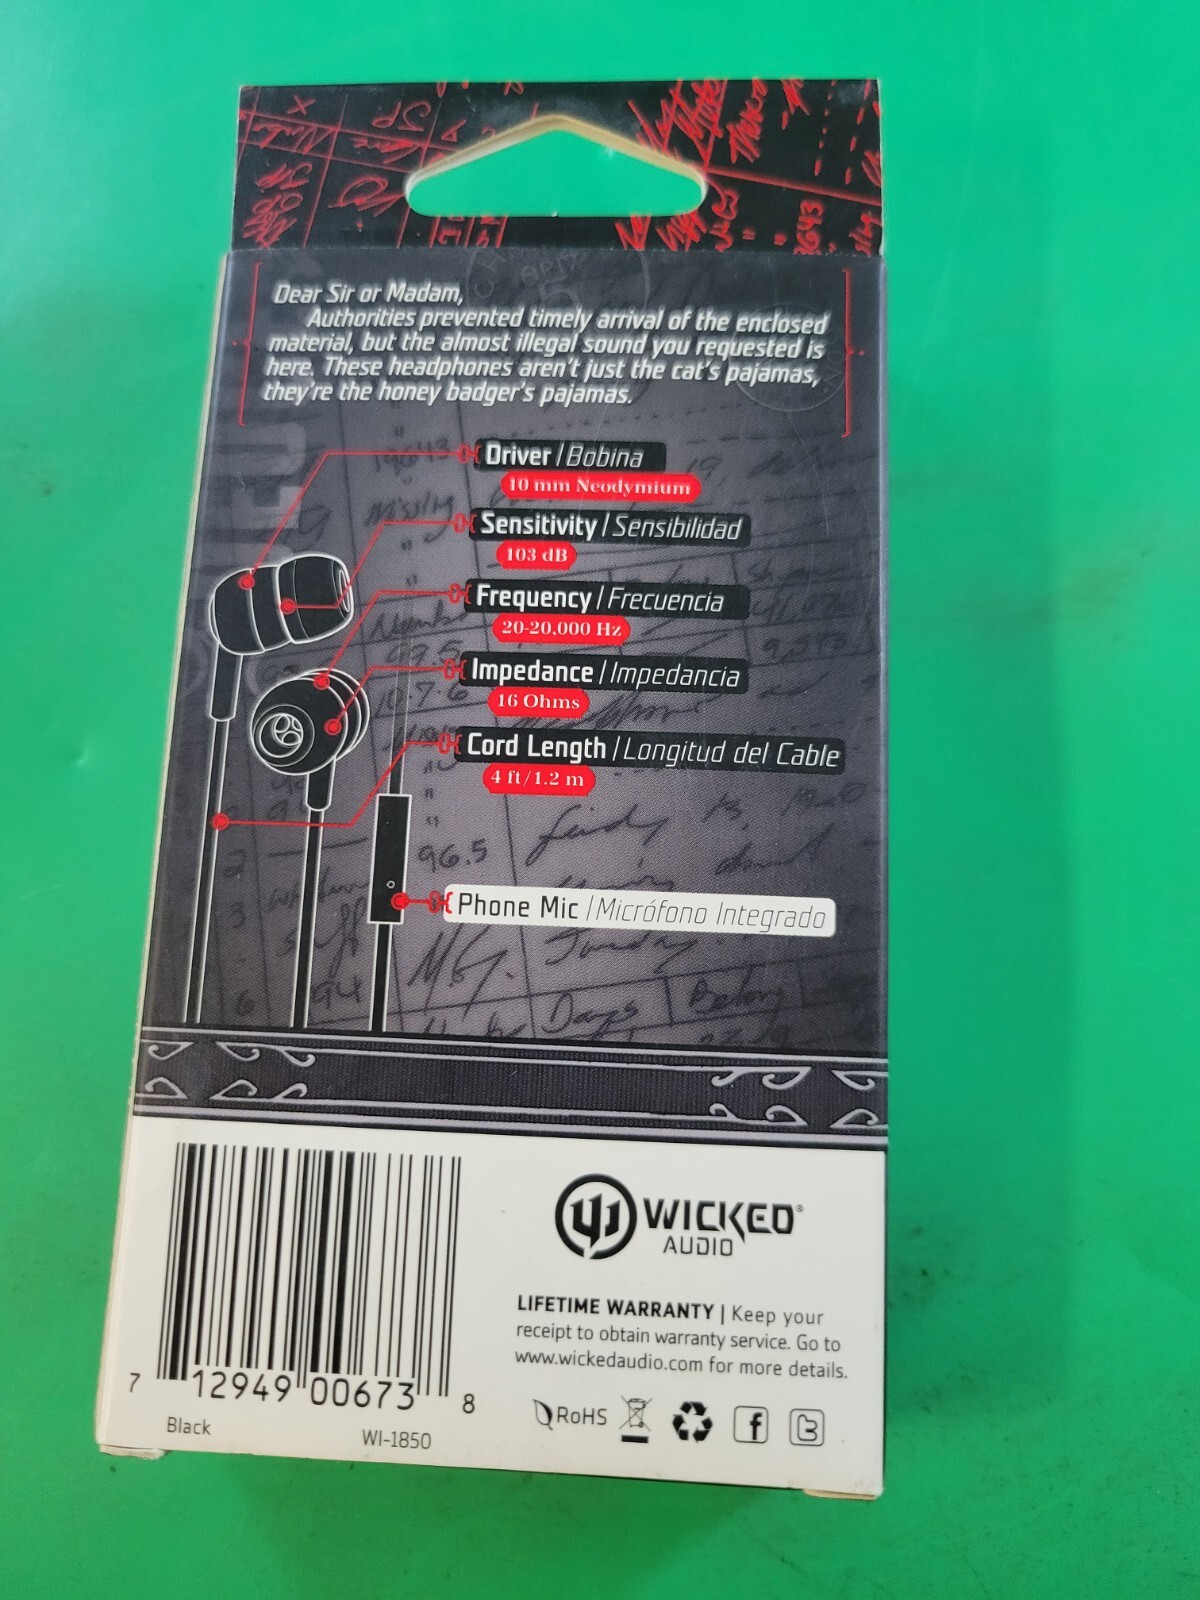 Dear Sir or Madam,
Authorities prevented timely arrival of the enclosed
material, but the almost illegal sound you requested is
here. These headphones aren't just the cat's pajamas,
they're the honey badger's pajamas.
Driver / Bobina
10 mm Neodymium
Sensitivity / Sensibilidad
103 dB
Frequency / Frecuencia
20-20,000 Hz
Impedance / Impedancia
16 Ohms
Cord Length / Longitud del Cable
4 ft/1.2 m
96.5
Phone Mic / Micrófono Integrado
M.G.
Days
WICKED®
AUDIO
LIFETIME WARRANTY | Keep your
receipt to obtain warranty service. Go to
www.wickedaudio.com for more details.
7 12949 00673 8
RoHS
Black WI-1850